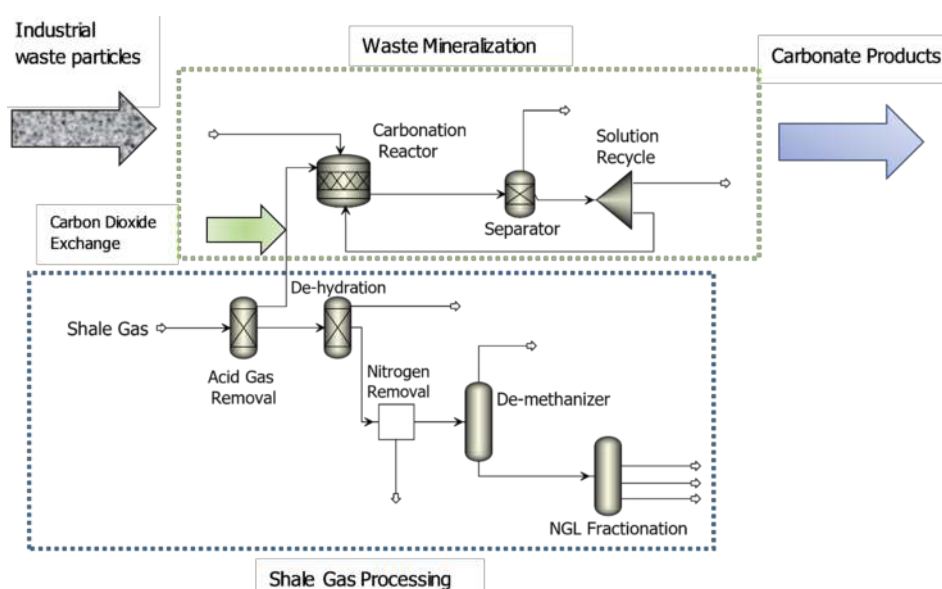 Industrial
waste particles
Waste Mineralization
Carbonate Products
Carbonation
Reactor
Solution
Recycle
Separator
Carbon Dioxide
Exchange
De-hydration
Shale Gas
Acid Gas
Removal
Nitrogen
Removal
De-methanizer
NGL Fractionation
Shale Gas Processing